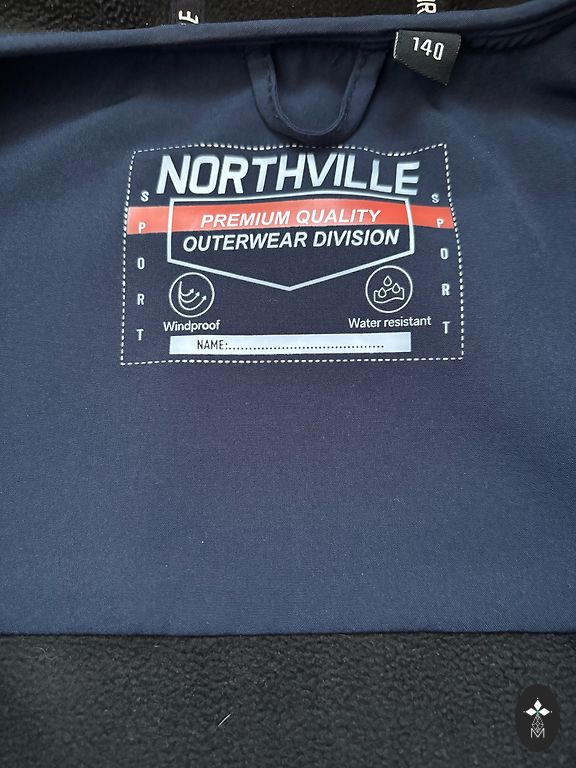 140
NORTHVILLE
PREMIUM QUALITY
OUTERWEAR DIVISION
SPORT
SPORT
Windproof
Water resistant
NAME:......................................
M